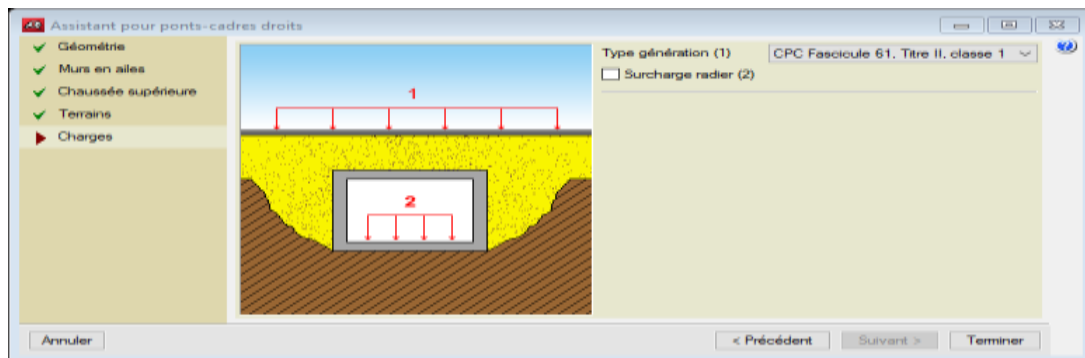 Assistant pour ponts-cadres droits
Géométrie
Murs en ailes
Chaussée supérieure
Terrains
Charges
1
2
Type génération (1)
CPC Fascicule 61, Titre II, classe 1
Surcharge radier (2)
Annuler
< Précédent
Suivant >
Terminer